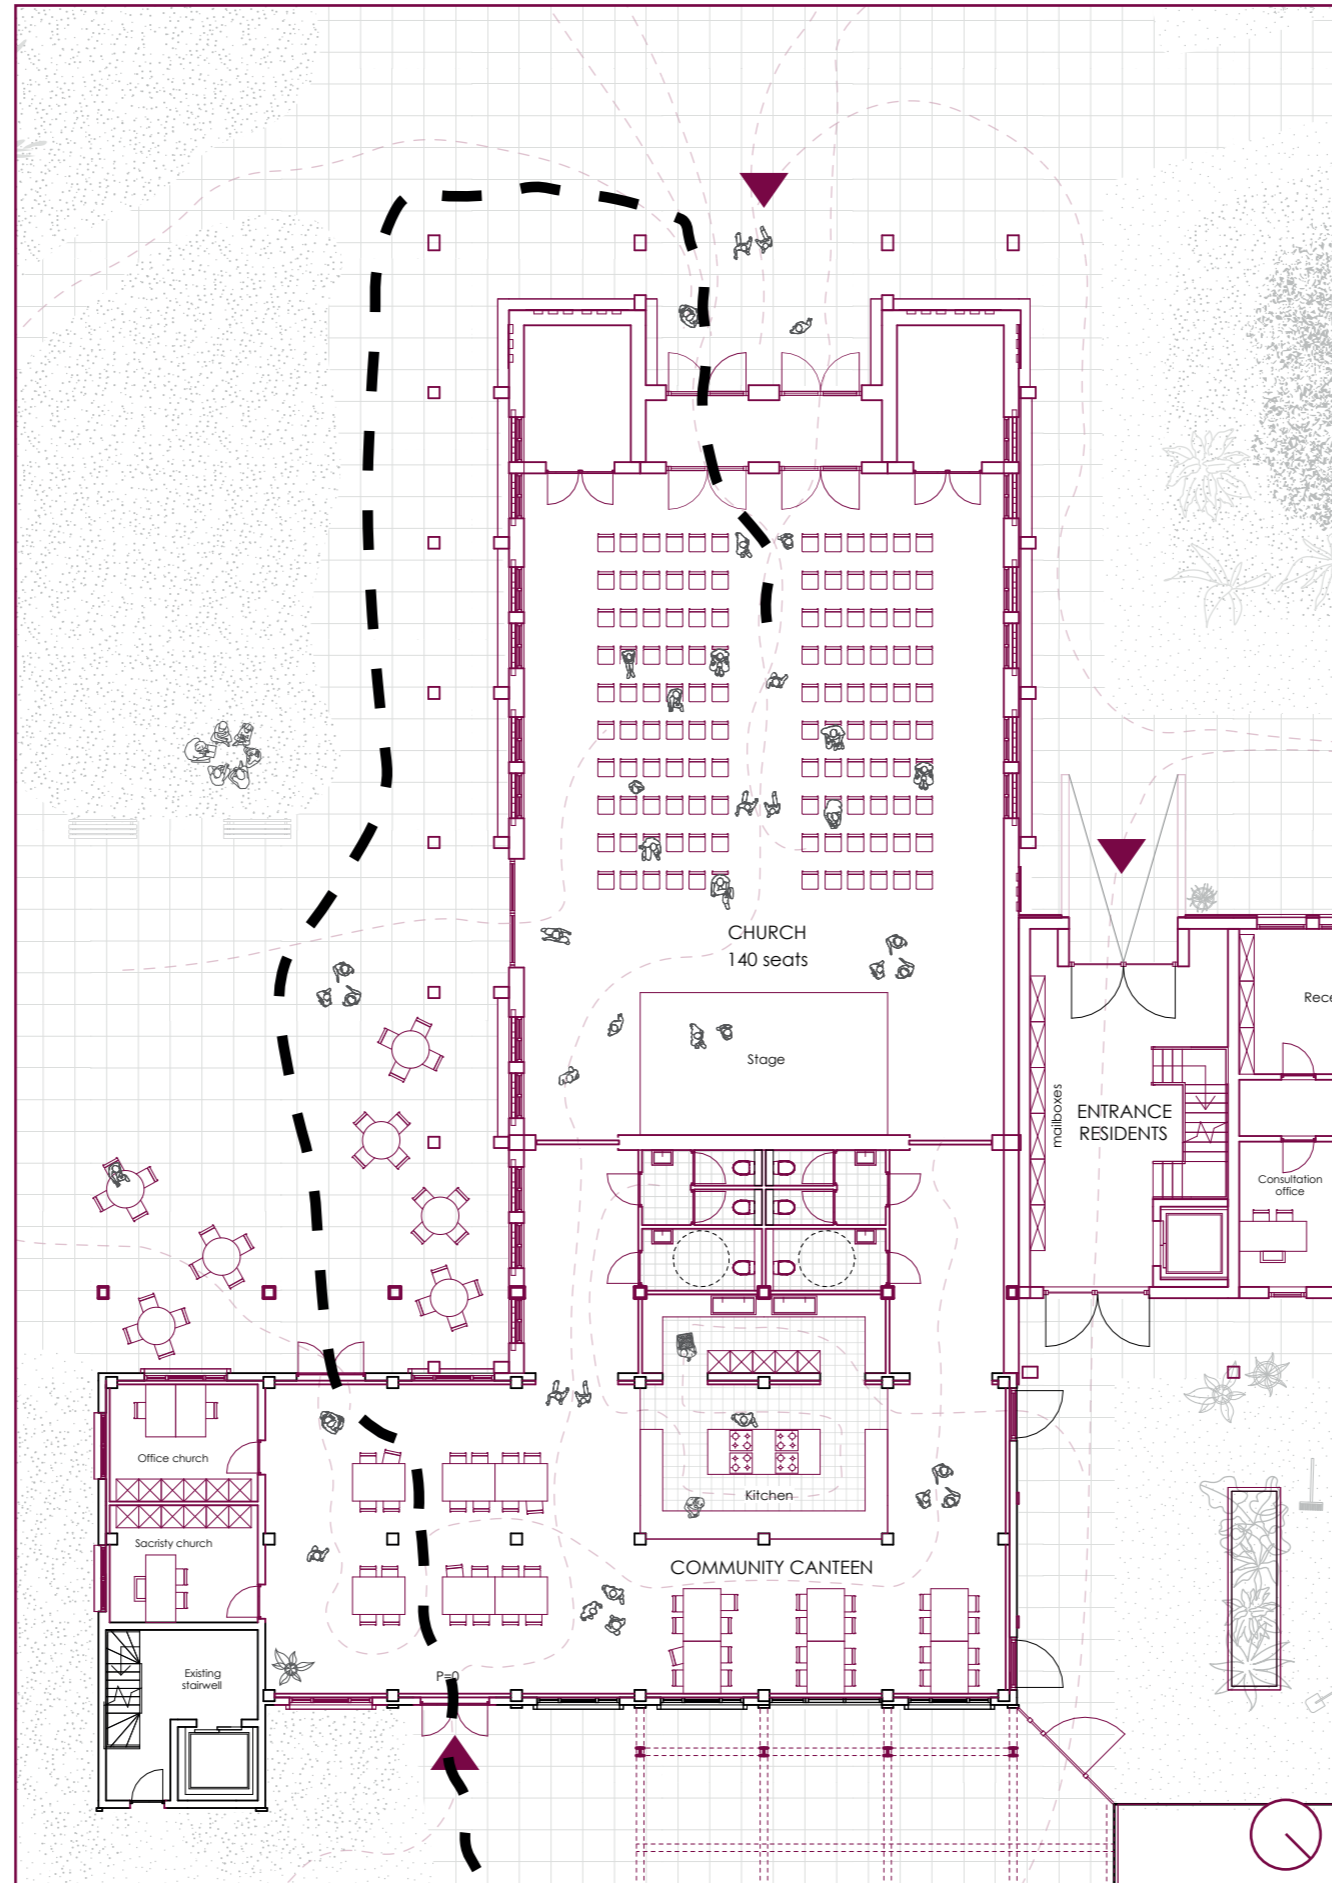 CHURCH
140 seats
Stage
mailboxes
ENTRANCE
RESIDENTS
Rece
Consultation
office
Office church
Kitchen
Sacristy church
COMMUNITY CANTEEN
Existing
stairwell
P=0